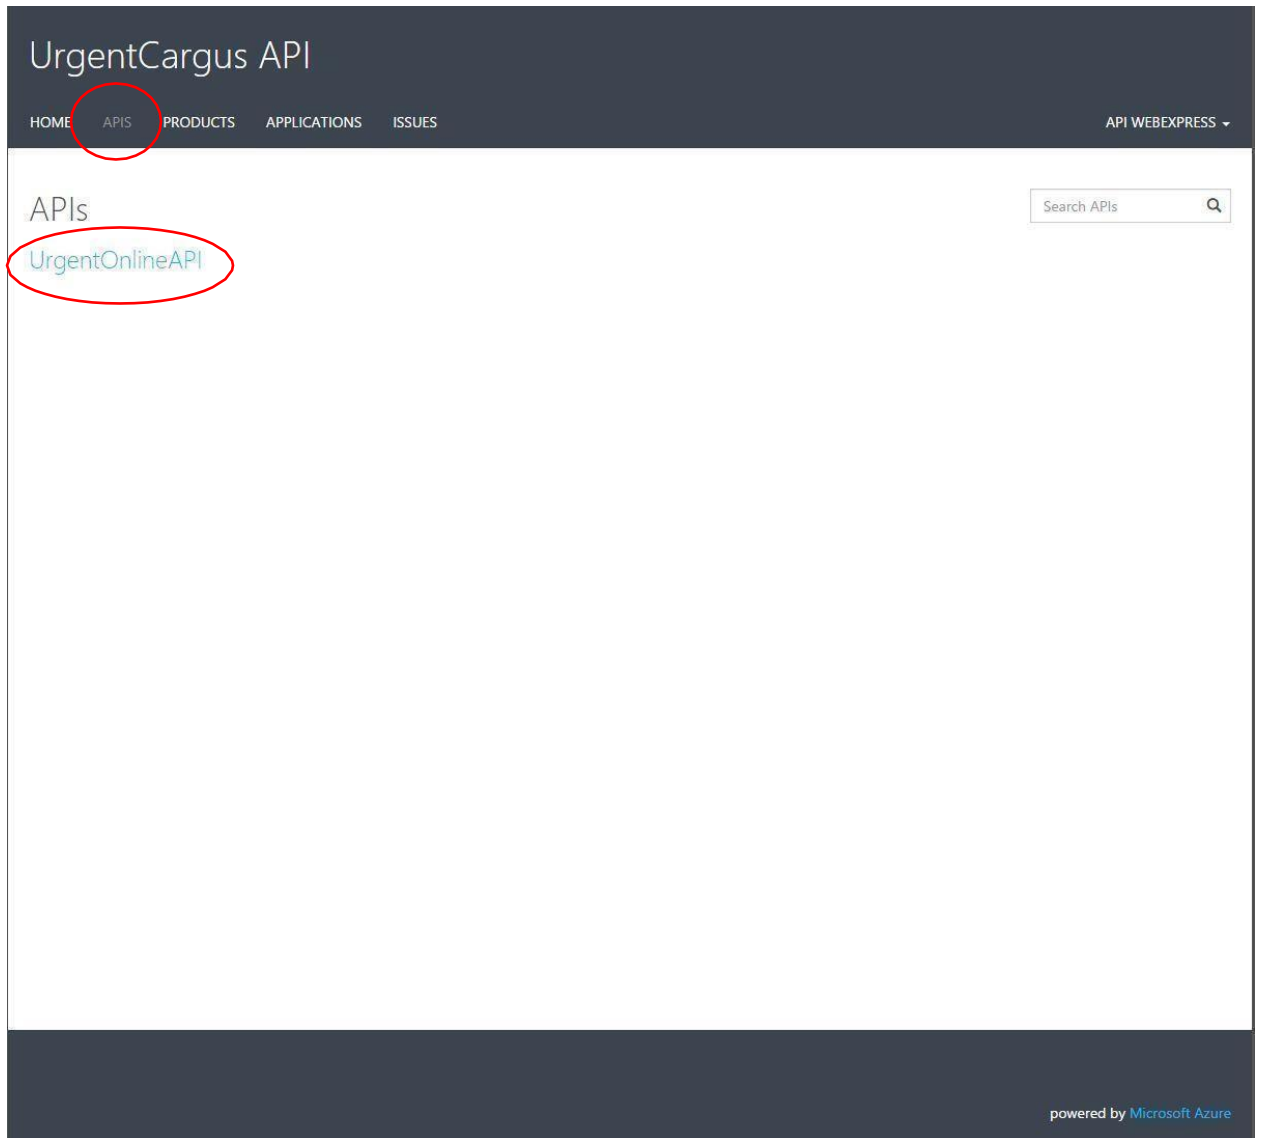 UrgentCargus API
HOME APIS PRODUCTS APPLICATIONS ISSUES API WEBEXPRESS
APIs
Search APIs
UrgentOnlineAPI
powered by Microsoft Azure